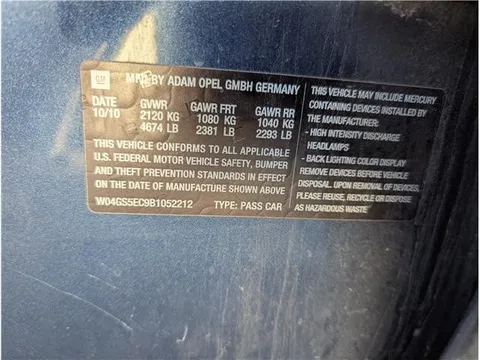 GM
MFD BY ADAM OPEL GMBH GERMANY
DATE GVWR GAWR FRT GAWR RR
10/10 2120 KG 1080 KG 1040 KG
4674 LB 2381 LB 2293 LB
THIS VEHICLE CONFORMS TO ALL APPLICABLE
U.S. FEDERAL MOTOR VEHICLE SAFETY, BUMPER
AND THEFT PREVENTION STANDARDS IN EFFECT
ON THE DATE OF MANUFACTURE SHOWN ABOVE
W04GS5EC9B1052212 TYPE: PASS CAR
THIS VEHICLE MAY INCLUDE MERCURY
CONTAINING DEVICES INSTALLED BY
THE MANUFACTURER:
- HIGH INTENSITY DISCHARGE
HEADLAMPS
- BACK LIGHTING COLOR DISPLAY
REMOVE DEVICES BEFORE VEHICLE
DISPOSAL. UPON REMOVAL OF DEVICES,
PLEASE REUSE, RECYCLE OR DISPOSE
AS HAZARDOUS WASTE